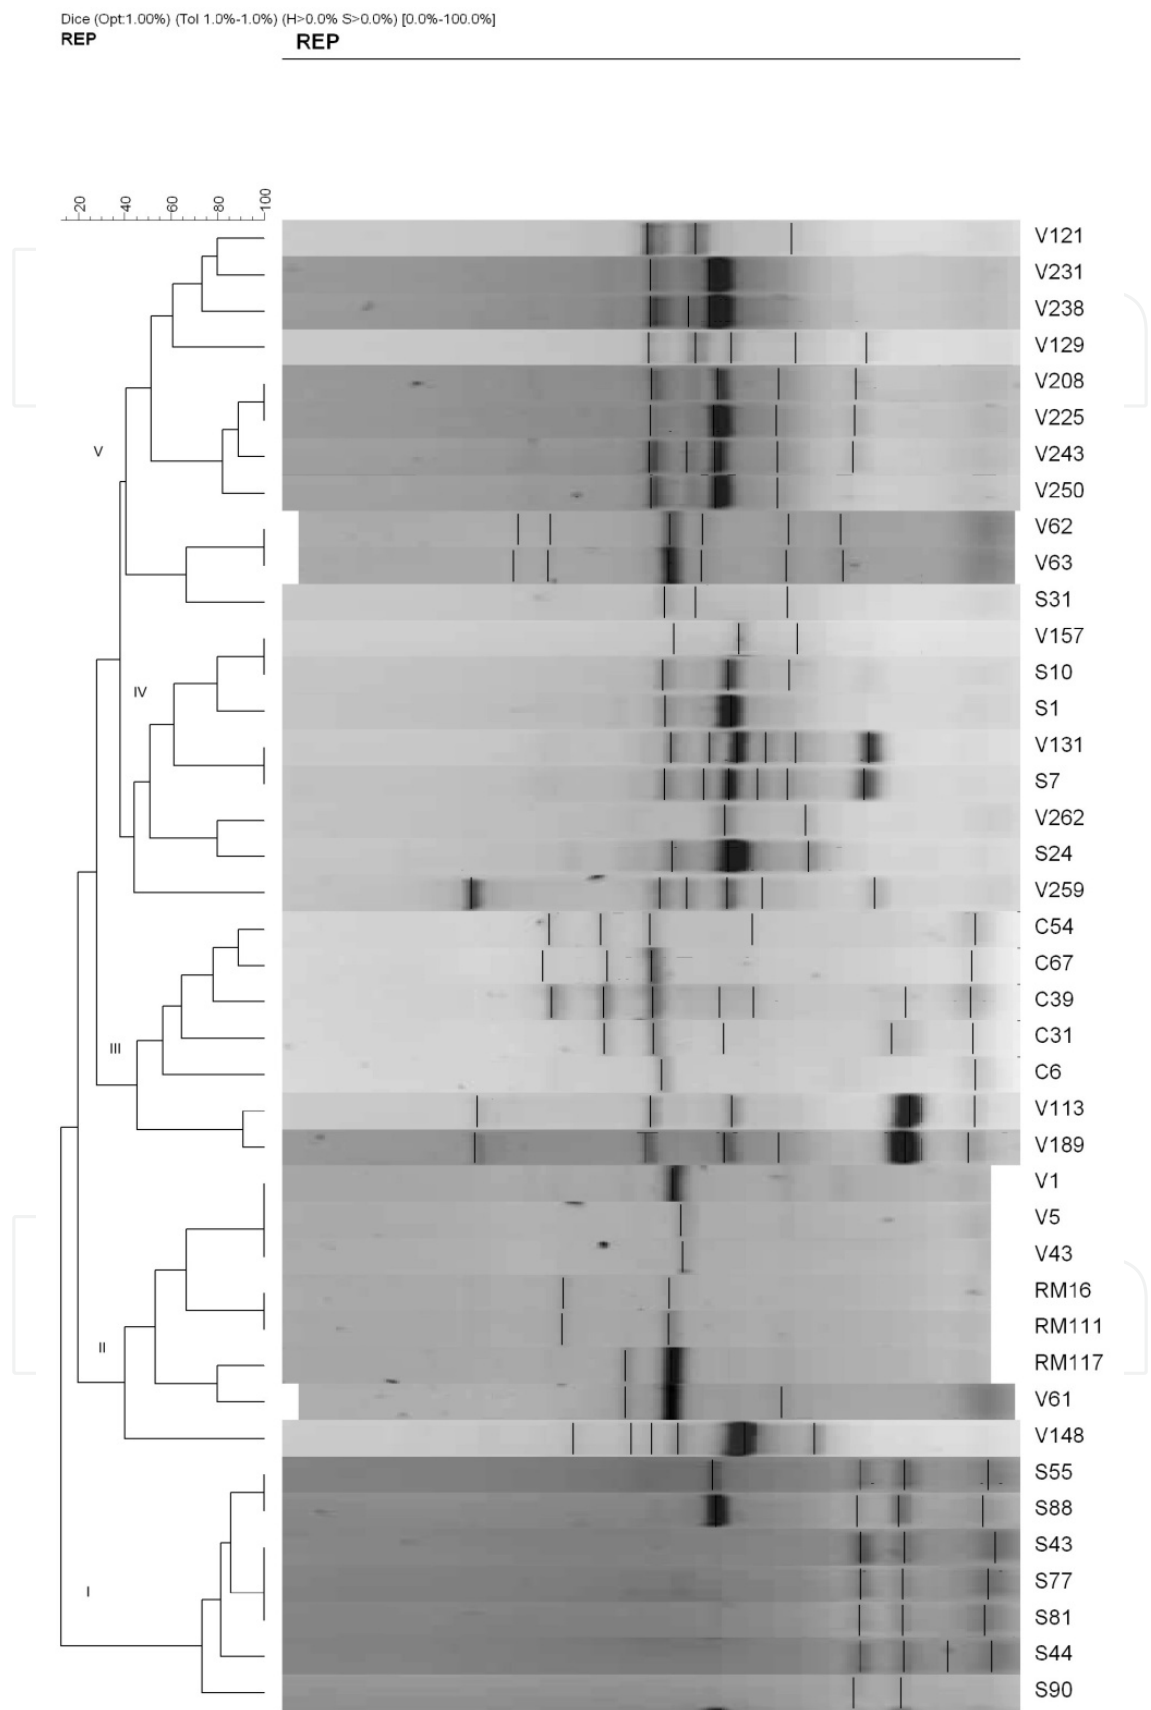 Dice (Opt:1.00%) (Tol 1.0%-1.0%) (H>0.0% S>0.0%) [0.0%-100.0%]
REP REP
20 40 60 80 100
V121
V231
V238
V129
V208
V225
V243
V
V250
V62
V63
S31
V157
S10
IV
S1
V131
S7
V262
S24
V259
C54
C67
C39
C31
III
C6
V113
V189
V1
V5
V43
RM16
RM111
II
RM117
V61
V148
S55
S88
S43
S77
I
S81
S44
S90